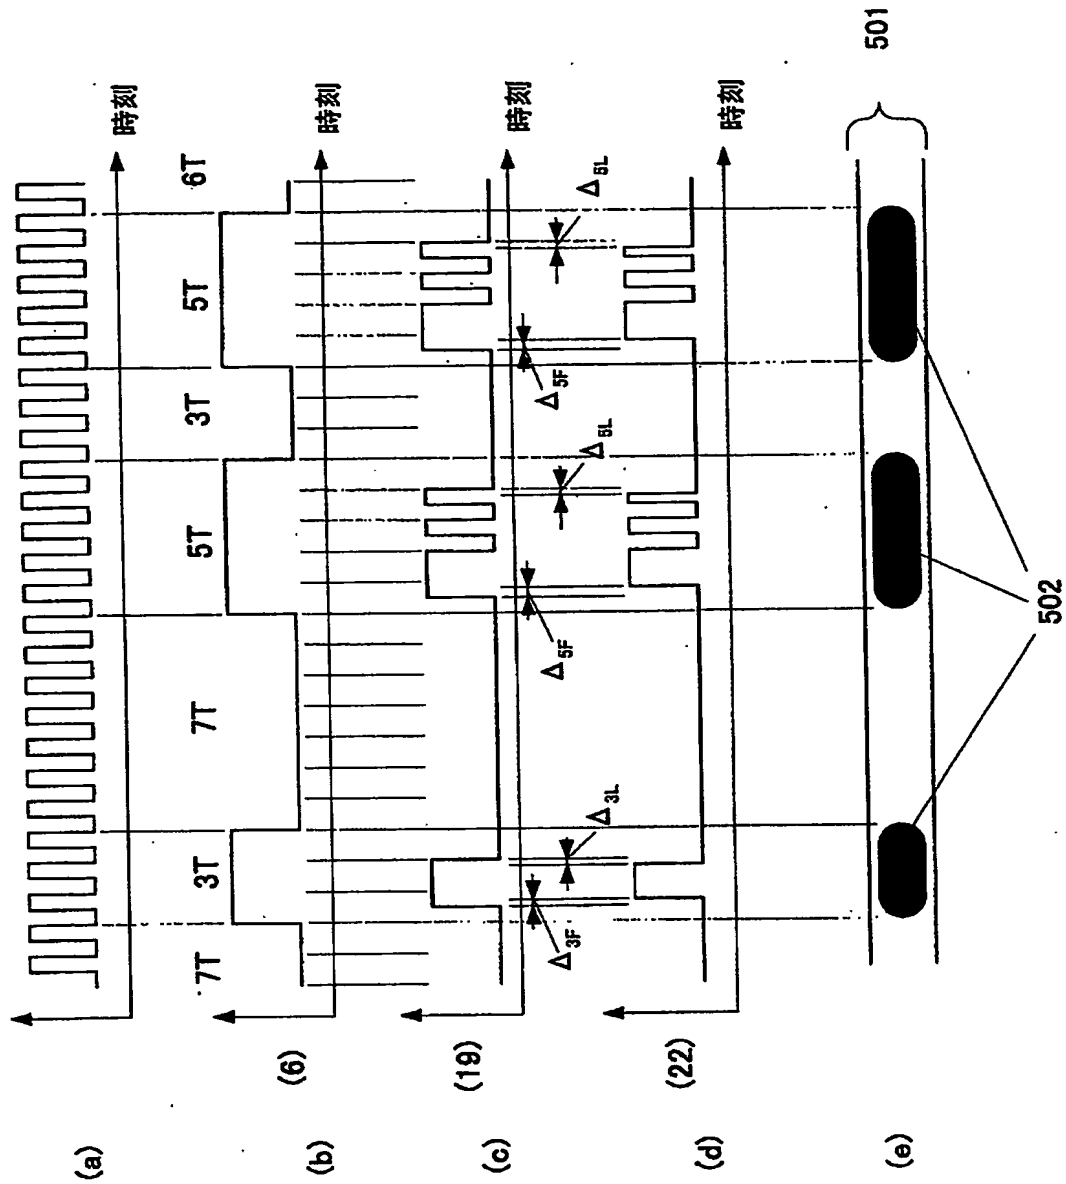 (a)
時刻
(b)
(6)
7T
3T
7T
5T
3T
5T
6T
時刻
(c)
(19)
時刻
Δ3F
Δ3L
Δ5F
Δ5L
Δ5F
Δ5L
(d)
(22)
時刻
(e)
501
502